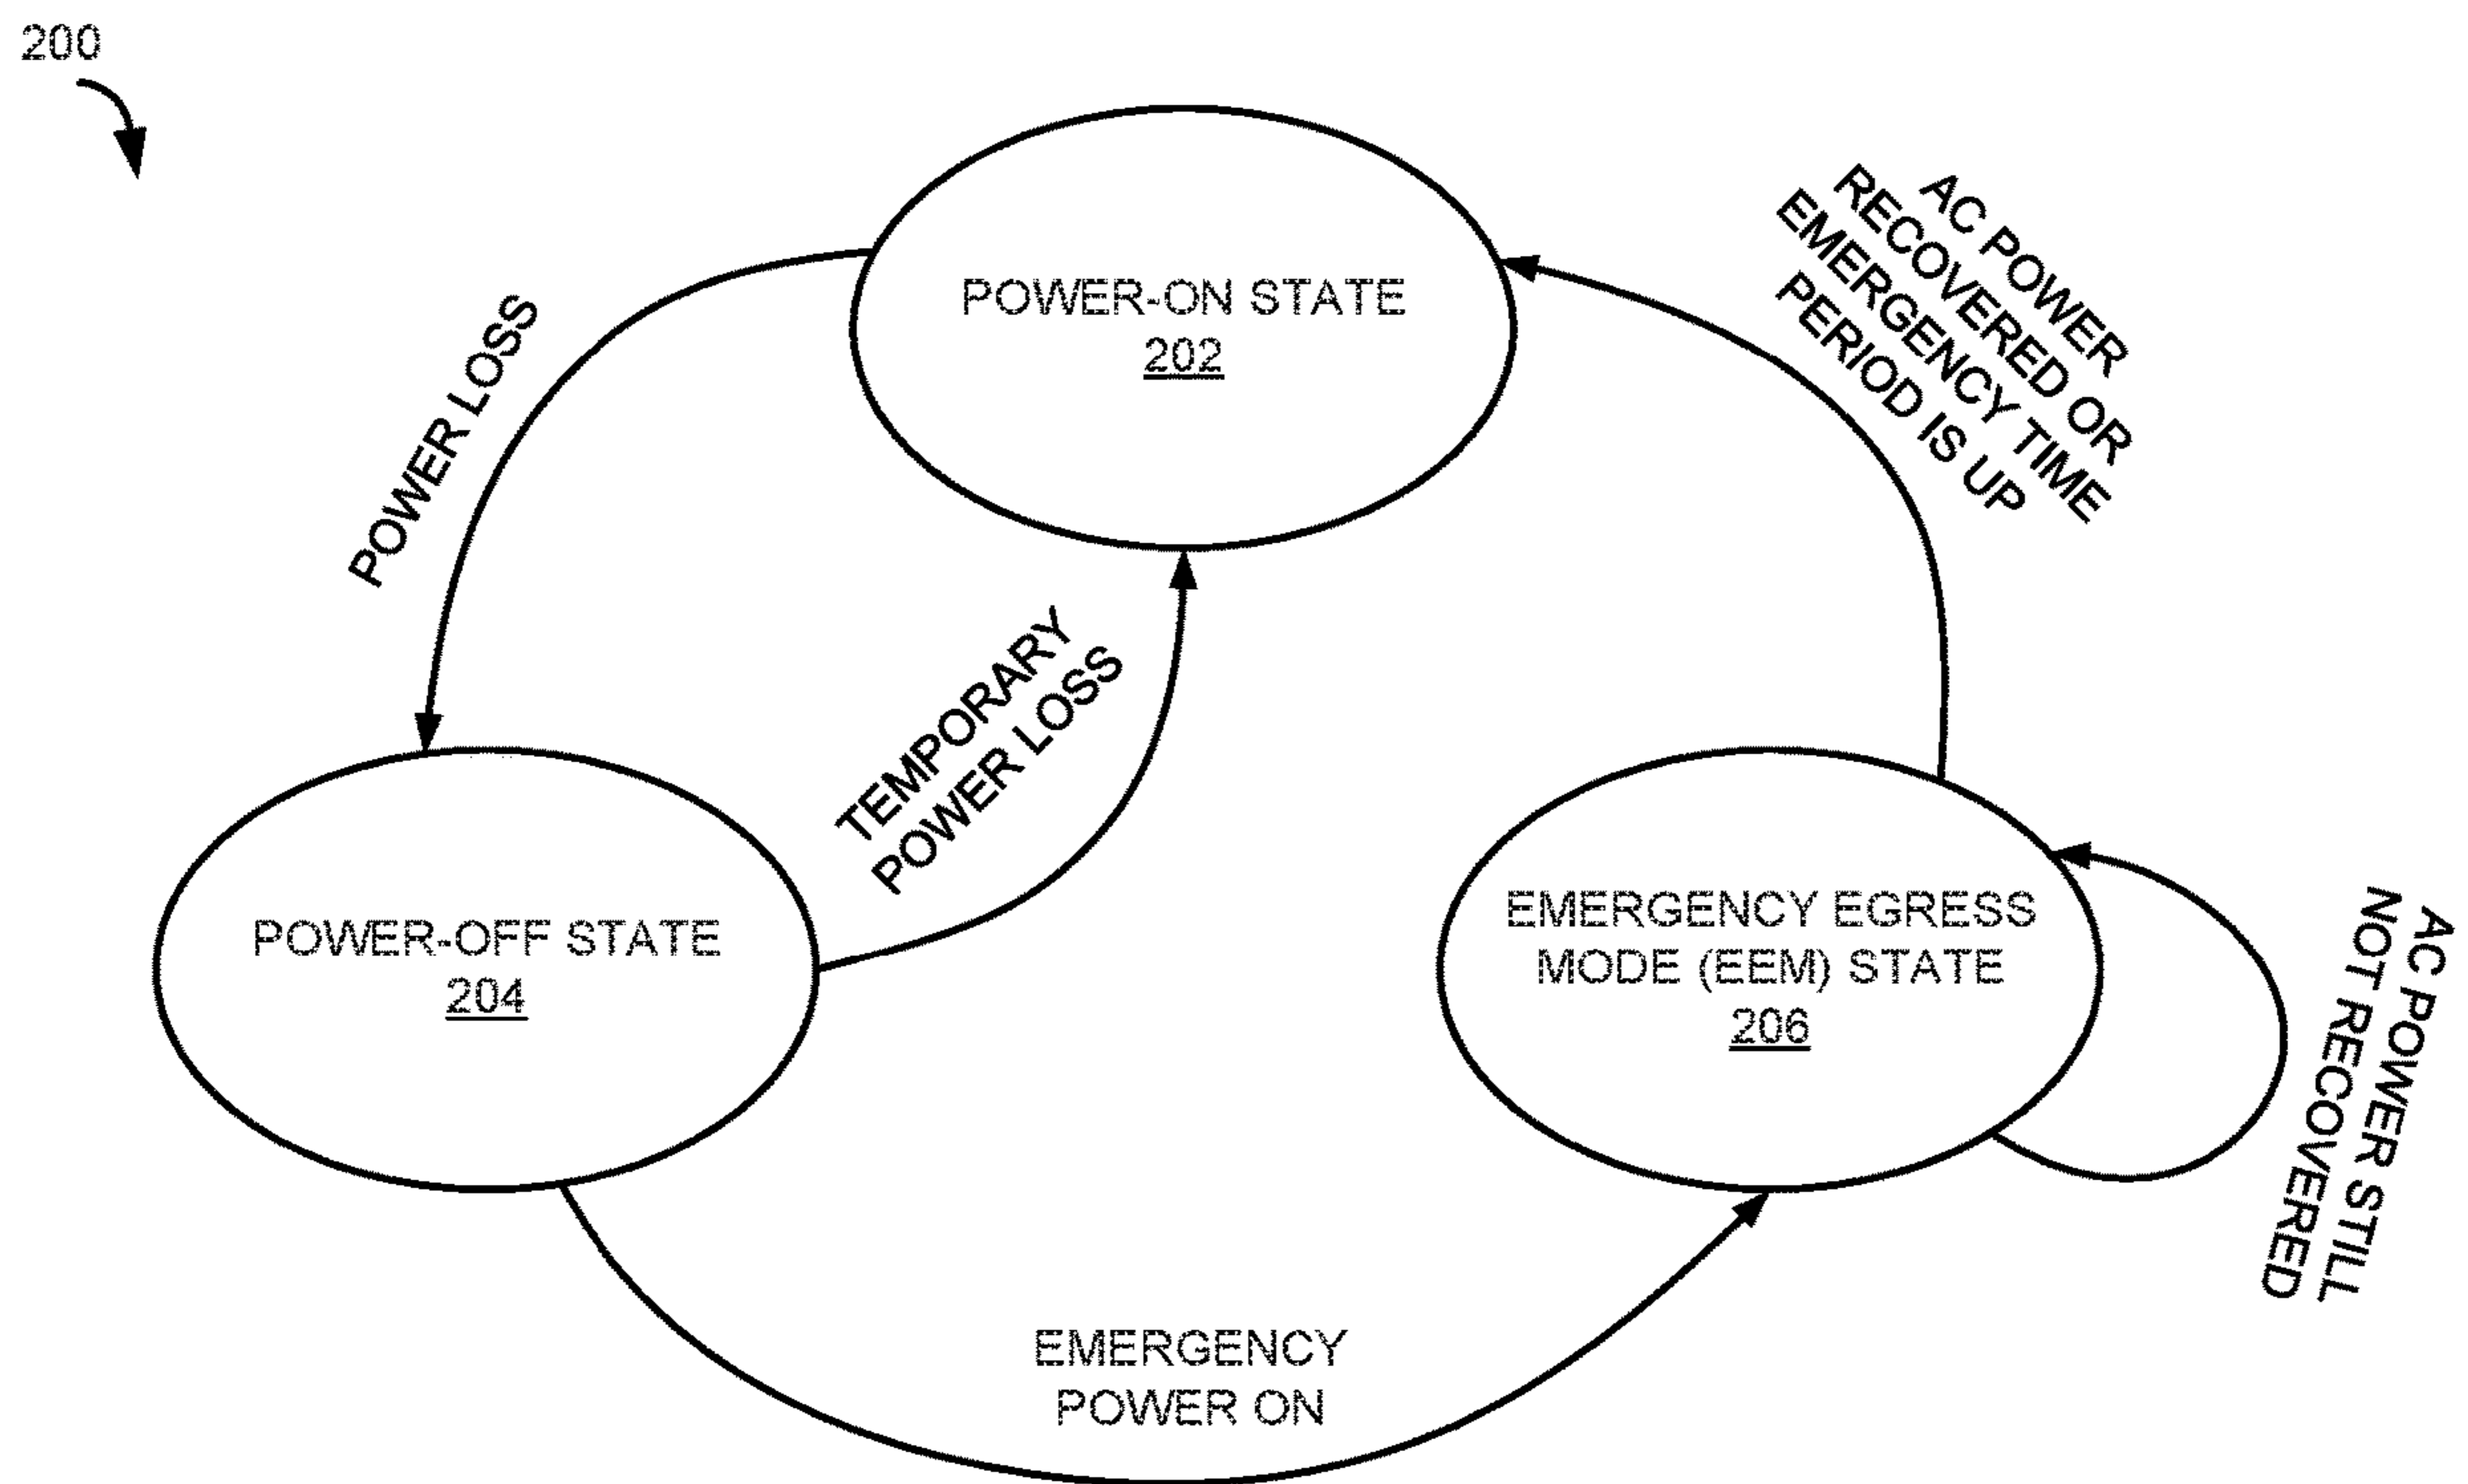 200
POWER-ON STATE
202
AC POWER
RECOVERED OR
EMERGENCY TIME
PERIOD IS UP
POWER LOSS
TEMPORARY
POWER LOSS
POWER-OFF STATE
204
EMERGENCY EGRESS
MODE (EEM) STATE
206
AC POWER STILL
NOT RECOVERED
EMERGENCY
POWER ON